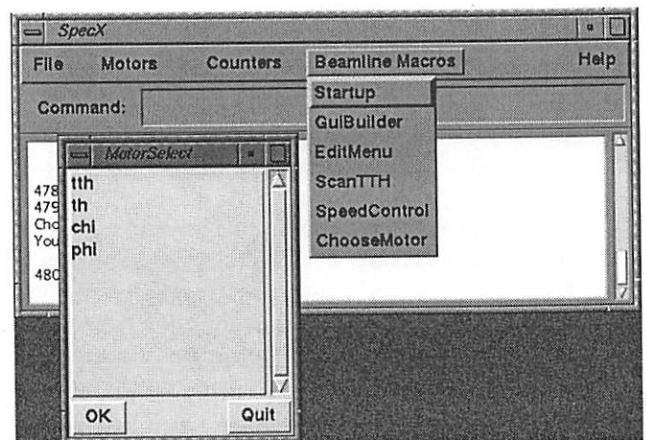 SpecX
File Motors Counters Beamline Macros Help
Command:
Startup
GuiBuilder
EditMenu
ScanTTH
SpeedControl
ChooseMotor
MotorSelect
tth
th
chi
phi
OK Quit
478
479
Cho
You
480